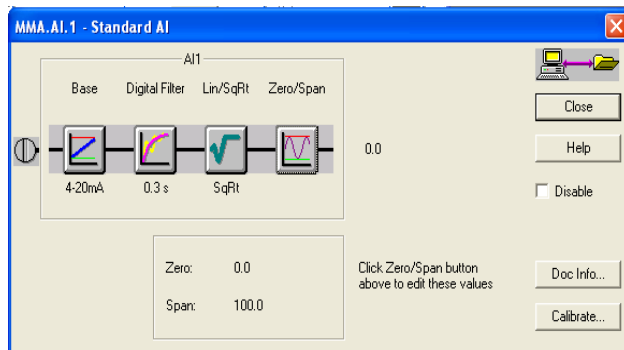 MMA.AI.1 - Standard AI
AI1
Base Digital Filter Lin/SqRt Zero/Span
4-20mA 0.3 s SqRt
0.0
Close
Help
Disable
Zero: 0.0
Span: 100.0
Click Zero/Span button
above to edit these values
Doc Info...
Calibrate...